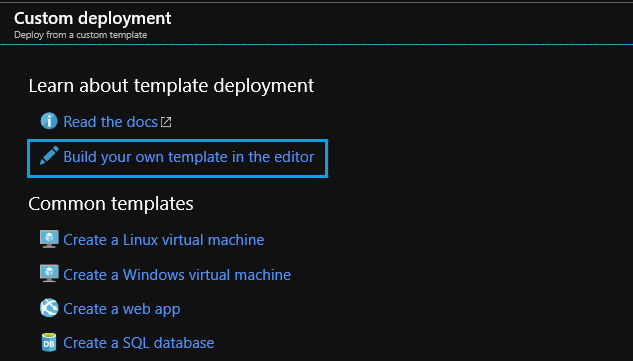 Custom deployment
Deploy from a custom template
Learn about template deployment
Read the docs
Build your own template in the editor
Common templates
Create a Linux virtual machine
Create a Windows virtual machine
Create a web app
DB Create a SQL database